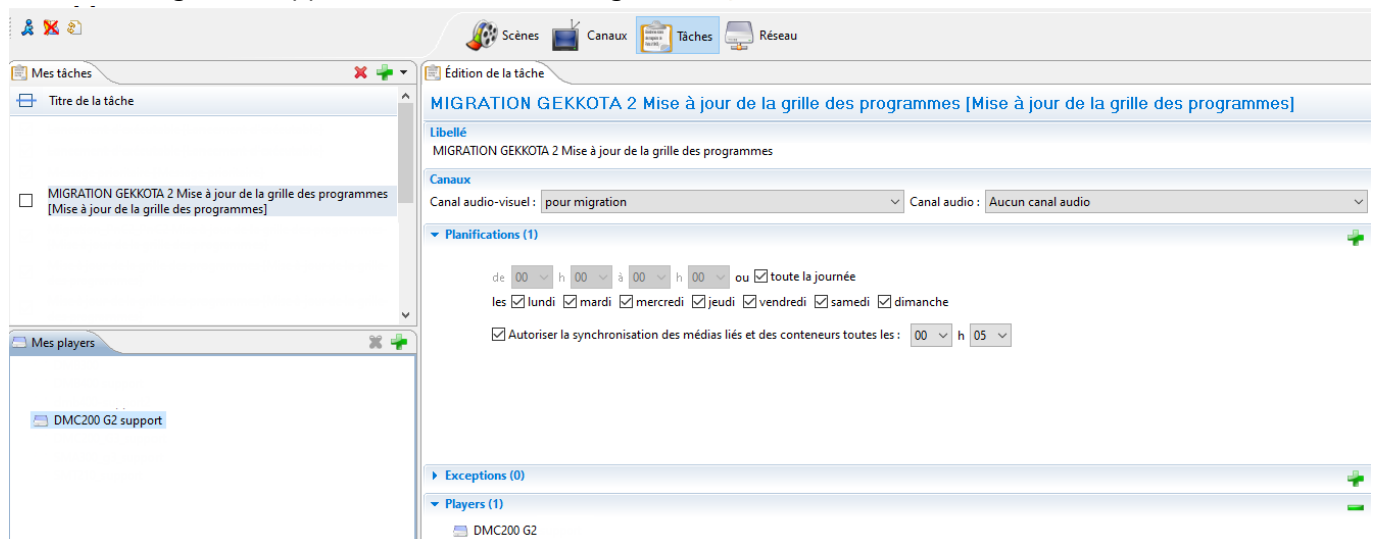 Scènes Canaux Tâches Réseau
Mes tâches
Titre de la tâche
MIGRATION GEKKOTA 2 Mise à jour de la grille des programmes
[Mise à jour de la grille des programmes]
Mes players
DMC200 G2 support
Édition de la tâche
MIGRATION GEKKOTA 2 Mise à jour de la grille des programmes [Mise à jour de la grille des programmes]
Libellé
MIGRATION GEKKOTA 2 Mise à jour de la grille des programmes
Canaux
Canal audio-visuel : pour migration Canal audio : Aucun canal audio
Planifications (1)
de 00 h 00 à 00 h 00 ou toute la journée
les lundi mardi mercredi jeudi vendredi samedi dimanche
Autoriser la synchronisation des médias liés et des conteneurs toutes les : 00 h 05
Exceptions (0)
Players (1)
DMC200 G2